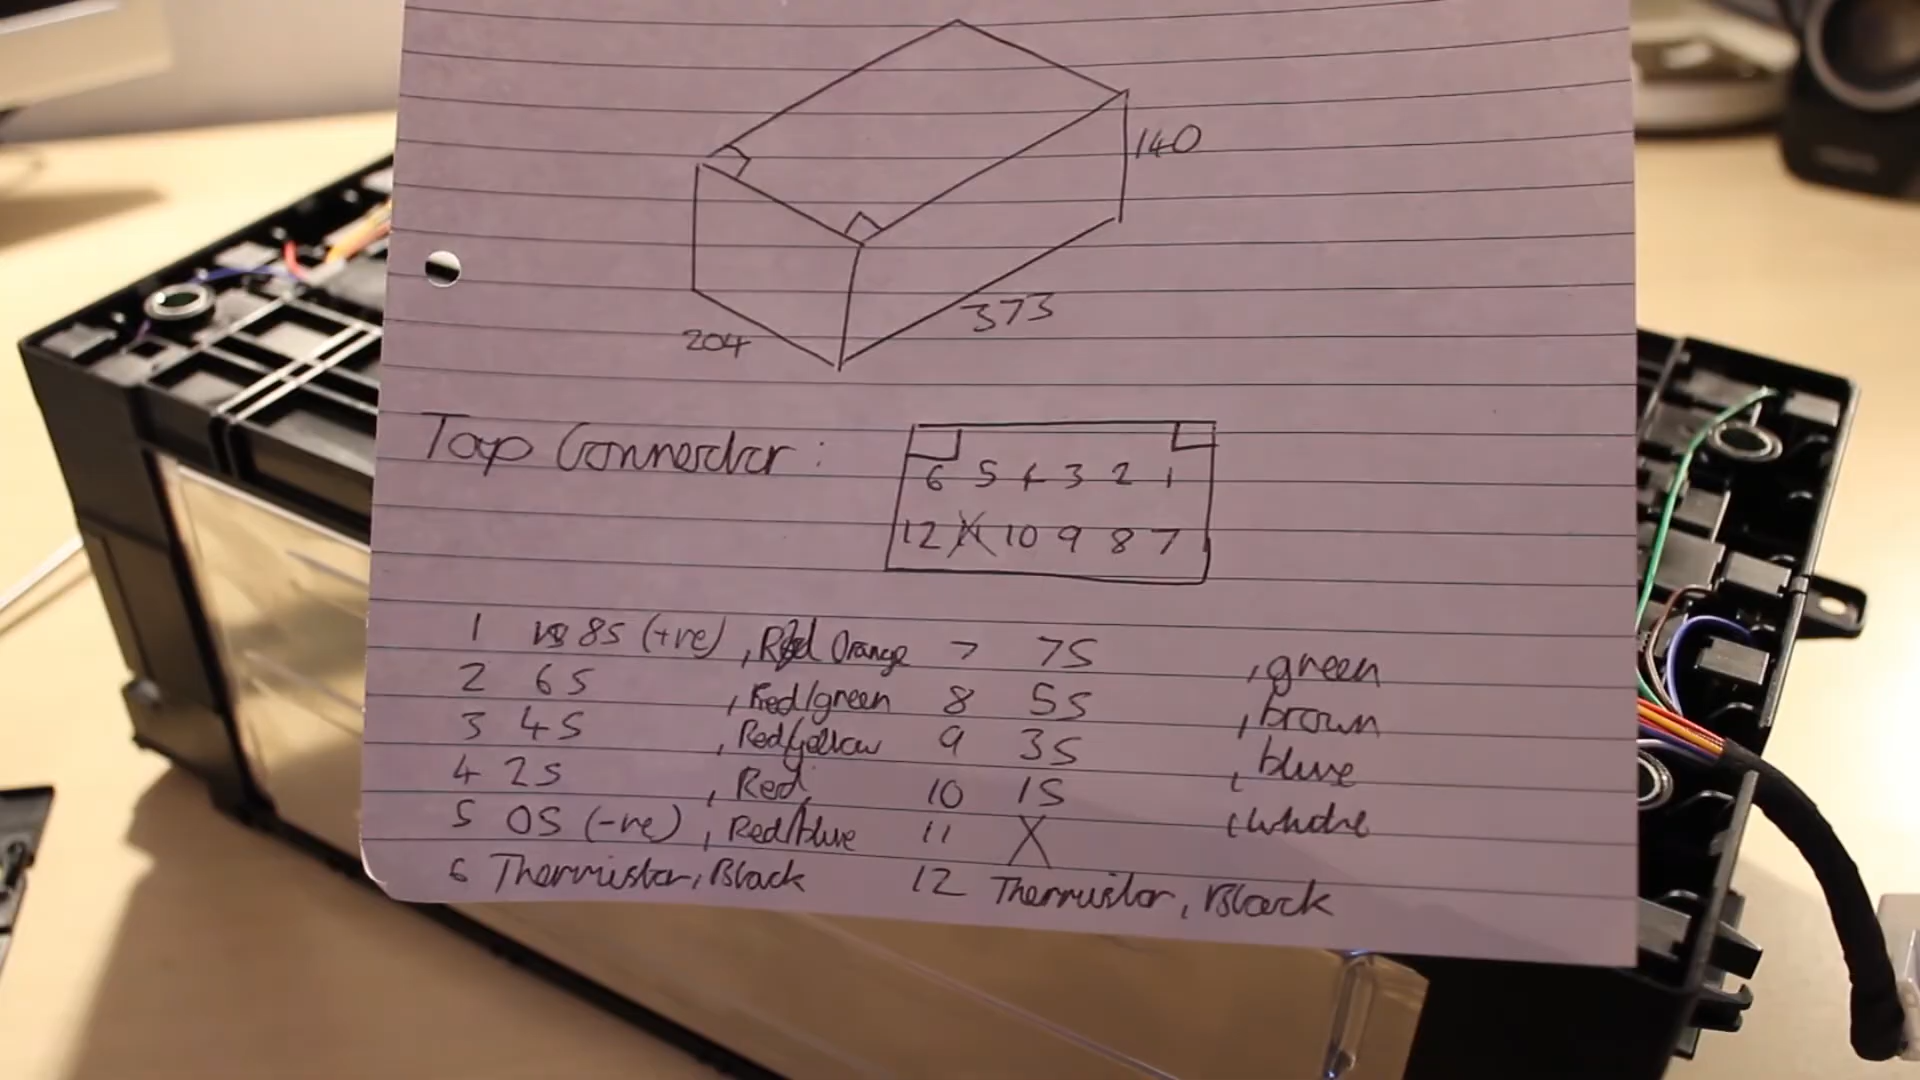 140
373
204
Top Connector :
6 5 4 3 2 1
12 11 10 9 8 7
1 8S (+ve) , Red Orange 7 7S , green
2 6S , Red/green 8 5S , brown
3 4S , Red/yellow 9 3S , blue
4 2S , Red, 10 1S , white
5 0S (-ve) , Red/blue 11 X
6 Thermistor, Black 12 Thermistor, Black